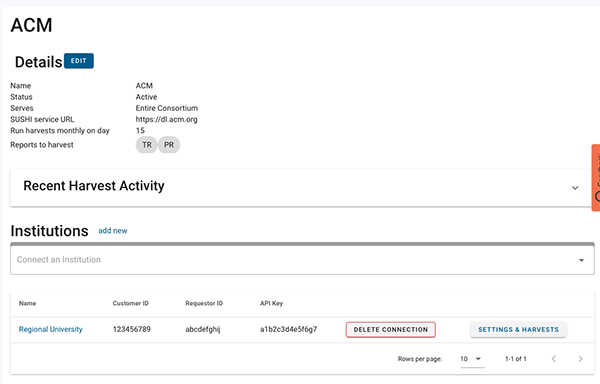 ACM
Details EDIT
Name ACM
Status Active
Serves Entire Consortium
SUSHI service URL https://dl.acm.org
Run harvests monthly on day 15
Reports to harvest TR PR
Recent Harvest Activity
Institutions add new
Connect an Institution
Name Customer ID Requestor ID API Key
Regional University 123456789 abcdefghij a1b2c3d4e5f6g7 DELETE CONNECTION SETTINGS & HARVESTS
Rows per page: 10 1-1 of 1